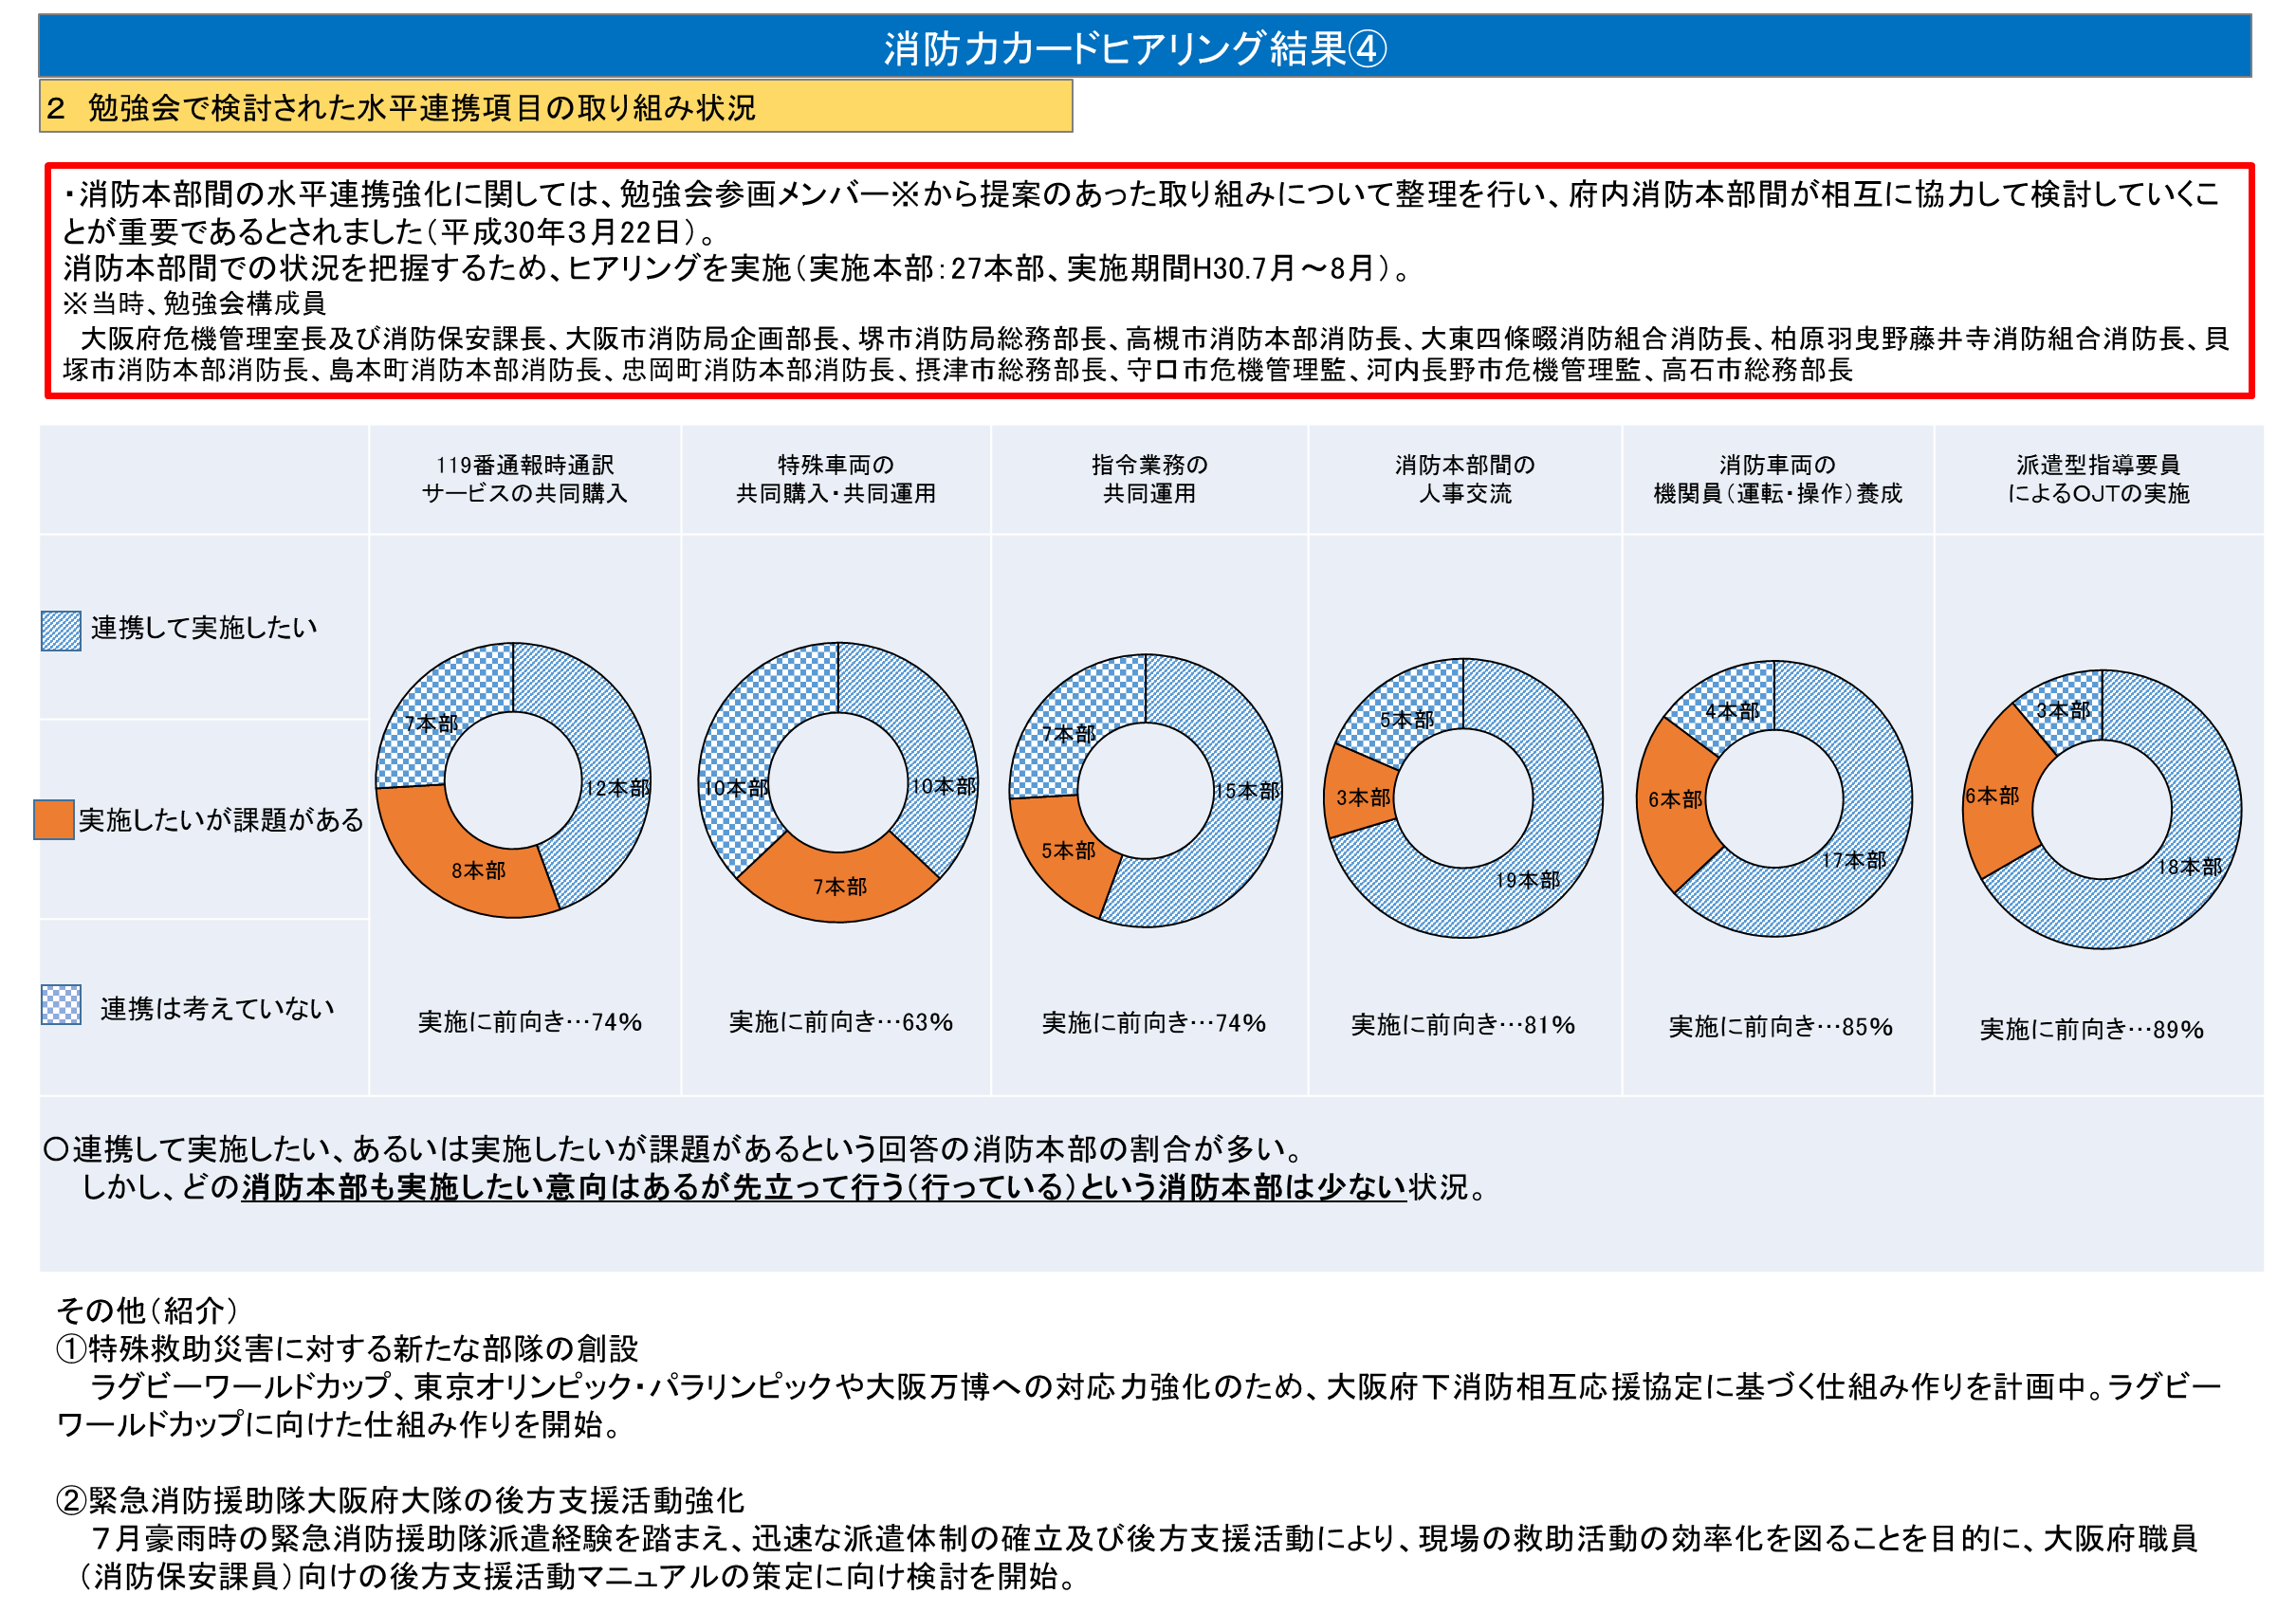 消防力カードヒアリング結果④
２　勉強会で検討された水平連携項目の取り組み状況
・消防本部間の水平連携強化に関しては、勉強会参画メンバー※から提案のあった取り組みについて整理を行い、府内消防本部間が相互に協力して検討していくこ
とが重要であるとされました（平成30年３月22日）。
消防本部間での状況を把握するため、ヒアリングを実施（実施本部：27本部、実施期間H30.7月～8月）。
※当時、勉強会構成員
大阪府危機管理室長及び消防保安課長、大阪市消防局企画部長、堺市消防局総務部長、高槻市消防本部消防長、大東四條畷消防組合消防長、柏原羽曳野藤井寺消防組合消防長、貝
塚市消防本部消防長、島本町消防本部消防長、忠岡町消防本部消防長、摂津市総務部長、守口市危機管理監、河内長野市危機管理監、高石市総務部長
119番通報時通訳
サービスの共同購入
特殊車両の
共同購入・共同運用
指令業務の
共同運用
消防本部間の
人事交流
消防車両の
機関員（運転・操作）養成
派遣型指導要員
によるOJTの実施
連携して実施したい
実施したいが課題がある
連携は考えていない
7本部
12本部
8本部
実施に前向き…74%
10本部
10本部
7本部
実施に前向き…63%
7本部
15本部
5本部
実施に前向き…74%
5本部
3本部
19本部
実施に前向き…81%
4本部
6本部
17本部
実施に前向き…85%
3本部
6本部
18本部
実施に前向き…89%
〇連携して実施したい、あるいは実施したいが課題があるという回答の消防本部の割合が多い。
しかし、どの消防本部も実施したい意向はあるが先立って行う（行っている）という消防本部は少ない状況。
その他（紹介）
①特殊救助災害に対する新たな部隊の創設
ラグビーワールドカップ、東京オリンピック・パラリンピックや大阪万博への対応力強化のため、大阪府下消防相互応援協定に基づく仕組み作りを計画中。ラグビー
ワールドカップに向けた仕組み作りを開始。
②緊急消防援助隊大阪府大隊の後方支援活動強化
７月豪雨時の緊急消防援助隊派遣経験を踏まえ、迅速な派遣体制の確立及び後方支援活動により、現場の救助活動の効率化を図ることを目的に、大阪府職員
（消防保安課員）向けの後方支援活動マニュアルの策定に向け検討を開始。